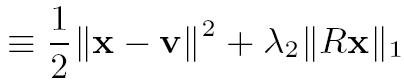 ≡ 1/2 ‖x − v‖² + λ₂‖Rx‖₁